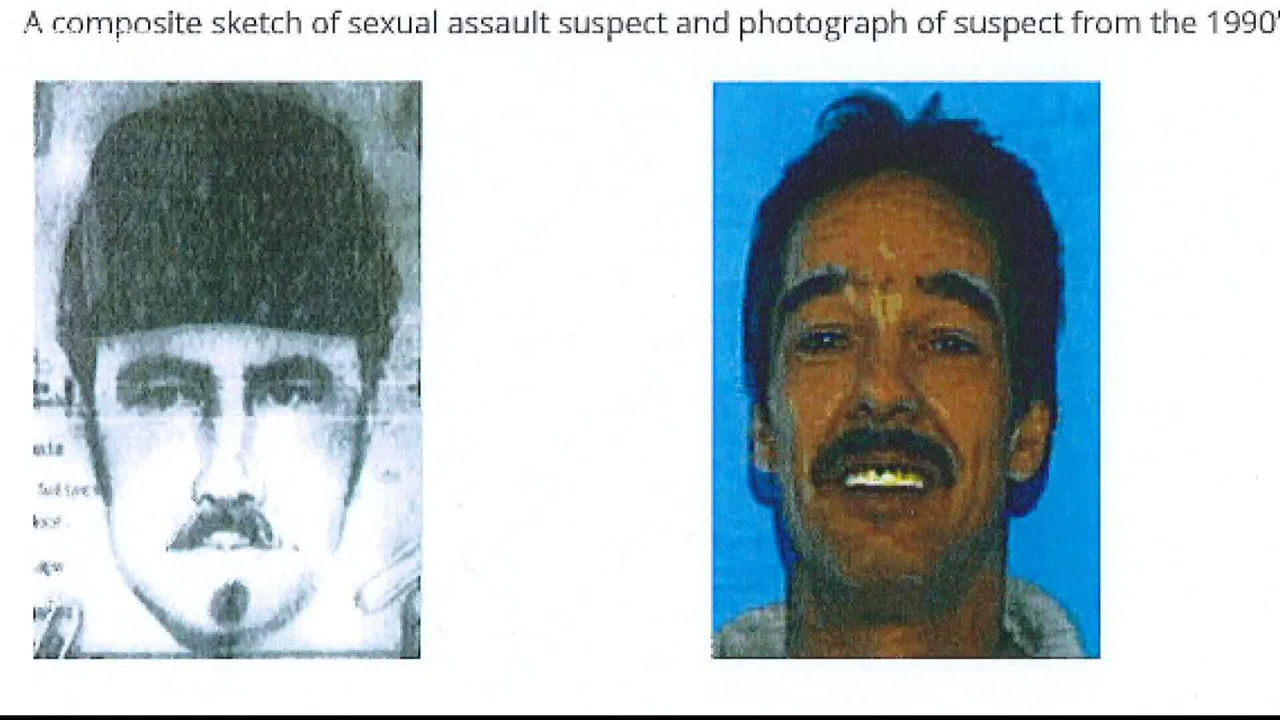 A composite sketch of sexual assault suspect and photograph of suspect from the 1990'